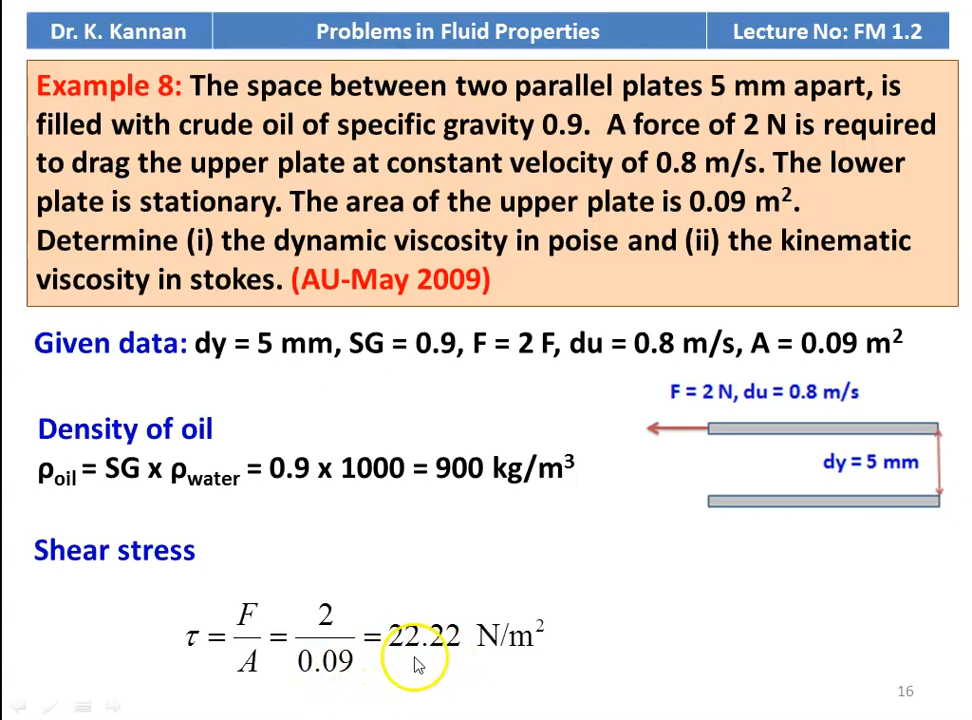 Dr. K. Kannan
Problems in Fluid Properties
Lecture No: FM 1.2
Example 8: The space between two parallel plates 5 mm apart, is
filled with crude oil of specific gravity 0.9. A force of 2 N is required
to drag the upper plate at constant velocity of 0.8 m/s. The lower
plate is stationary. The area of the upper plate is 0.09 m².
Determine (i) the dynamic viscosity in poise and (ii) the kinematic
viscosity in stokes. (AU-May 2009)
Given data: dy = 5 mm, SG = 0.9, F = 2 F, du = 0.8 m/s, A = 0.09 m²
F = 2 N, du = 0.8 m/s
Density of oil
dy = 5 mm
ρoil = SG x ρwater = 0.9 x 1000 = 900 kg/m³
Shear stress
τ = F/A = 2/0.09 = 22.22 N/m²
16